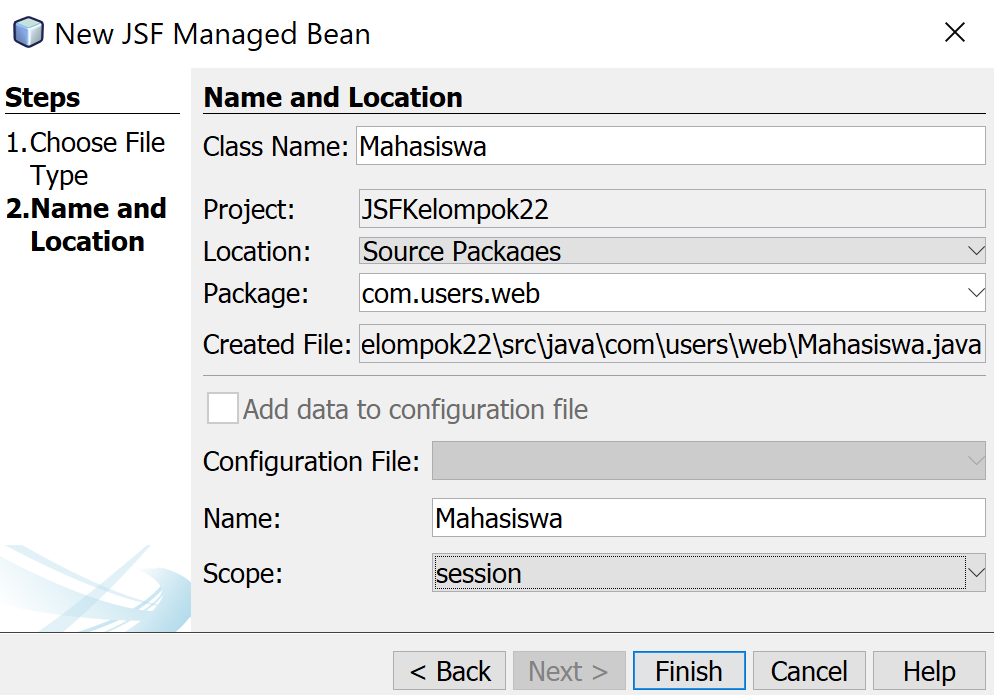 New JSF Managed Bean
Steps
1. Choose File
Type
2. Name and
Location
Name and Location
Class Name: Mahasiswa
Project: JSFKelompok22
Location: Source Packages
Package: com.users.web
Created File: elompok22\src\java\com\users\web\Mahasiswa.java
Add data to configuration file
Configuration File:
Name: Mahasiswa
Scope: session
< Back Next > Finish Cancel Help